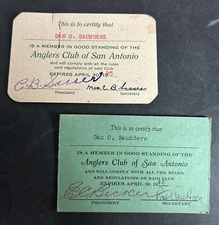 This is to certify that
DAN O. SAUNDERS
IS A MEMBER IN GOOD STANDING OF THE
Anglers Club of San Antonio
and will comply with all the rules
and regulations of said Club
EXPIRES APRIL 30,
Mrs. C. B.
President
Secretary
This is to certify that
Dan O. Saunders
IS A MEMBER IN GOOD STANDING OF THE
Anglers Club of San Antonio
AND WILL COMPLY WITH ALL THE RULES
AND REGULATIONS OF SAID CLUB
EXPIRES APRIL 30,
PRESIDENT
SECRETARY